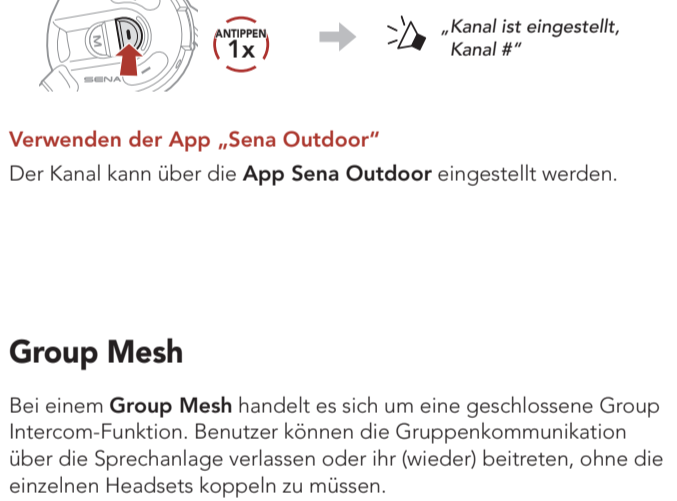 M
SENA
ANTIPPEN
1x
„Kanal ist eingestellt,
Kanal #“
Verwenden der App „Sena Outdoor“
Der Kanal kann über die App Sena Outdoor eingestellt werden.
Group Mesh
Bei einem Group Mesh handelt es sich um eine geschlossene Group
Intercom-Funktion. Benutzer können die Gruppenkommunikation
über die Sprechanlage verlassen oder ihr (wieder) beitreten, ohne die
einzelnen Headsets koppeln zu müssen.